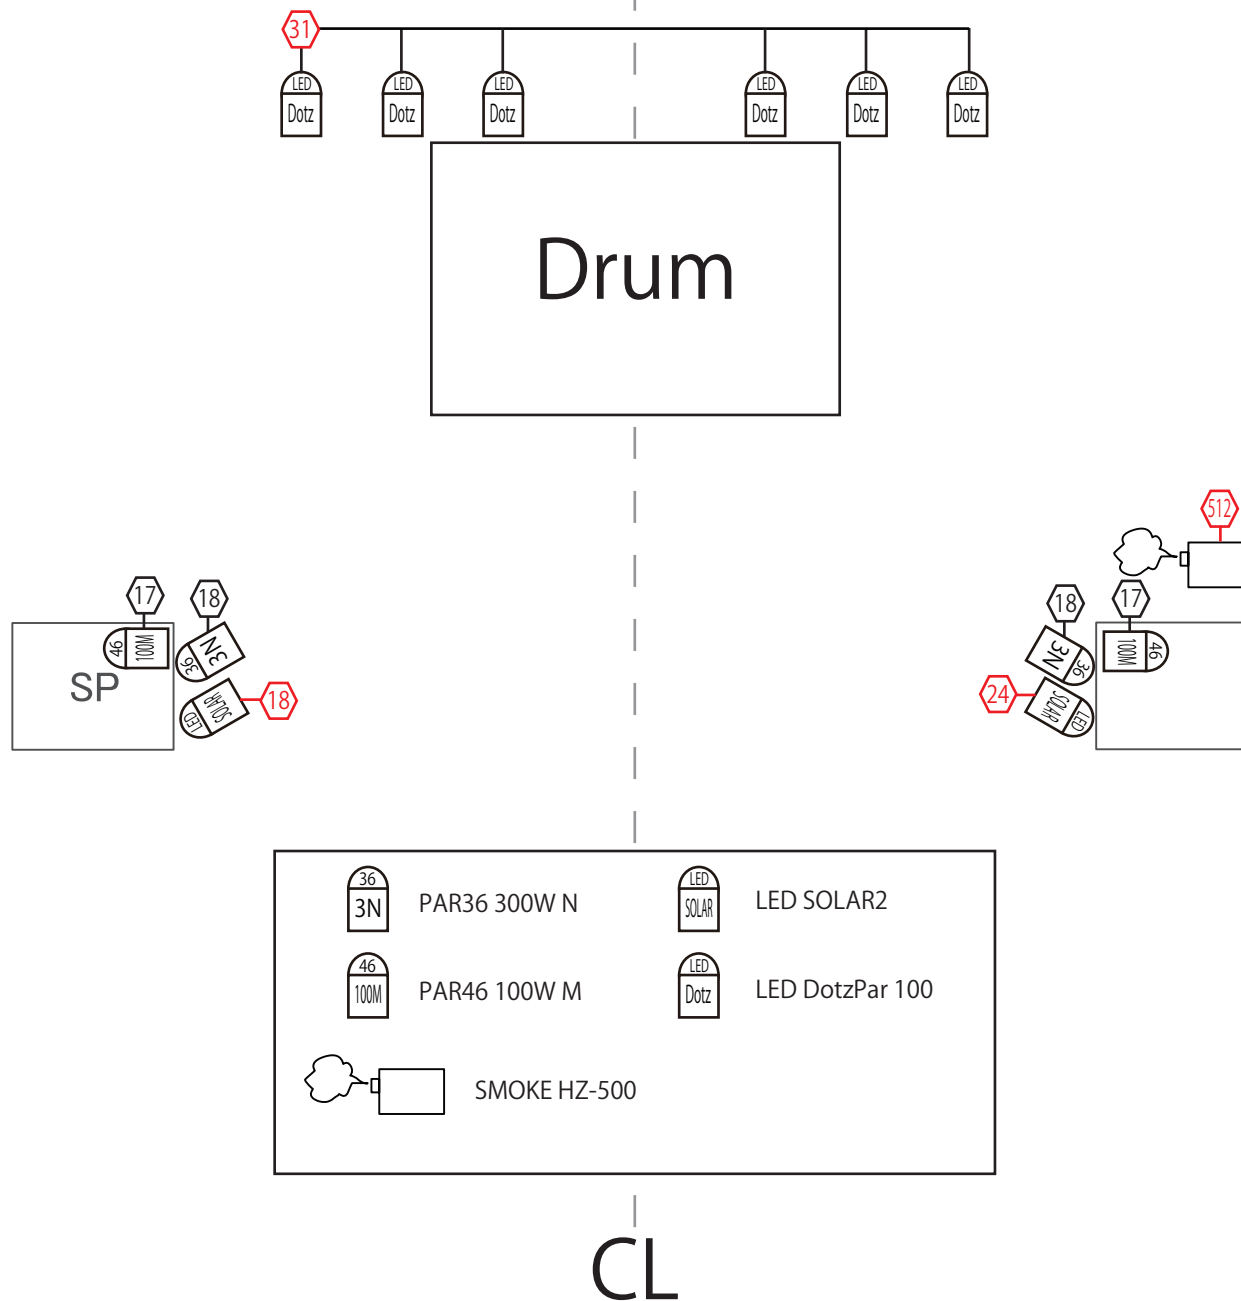 31
LED LED LED LED LED LED
Dotz Dotz Dotz Dotz Dotz Dotz
Drum
512
17 18 18 17
46 100M 36 3N 3N 36 100M 46
SP
LED SOLAR 18 24 SOLAR LED
36
3N PAR36 300W N
LED
SOLAR LED SOLAR2
46
100M PAR46 100W M
LED
Dotz LED DotzPar 100
SMOKE HZ-500
CL